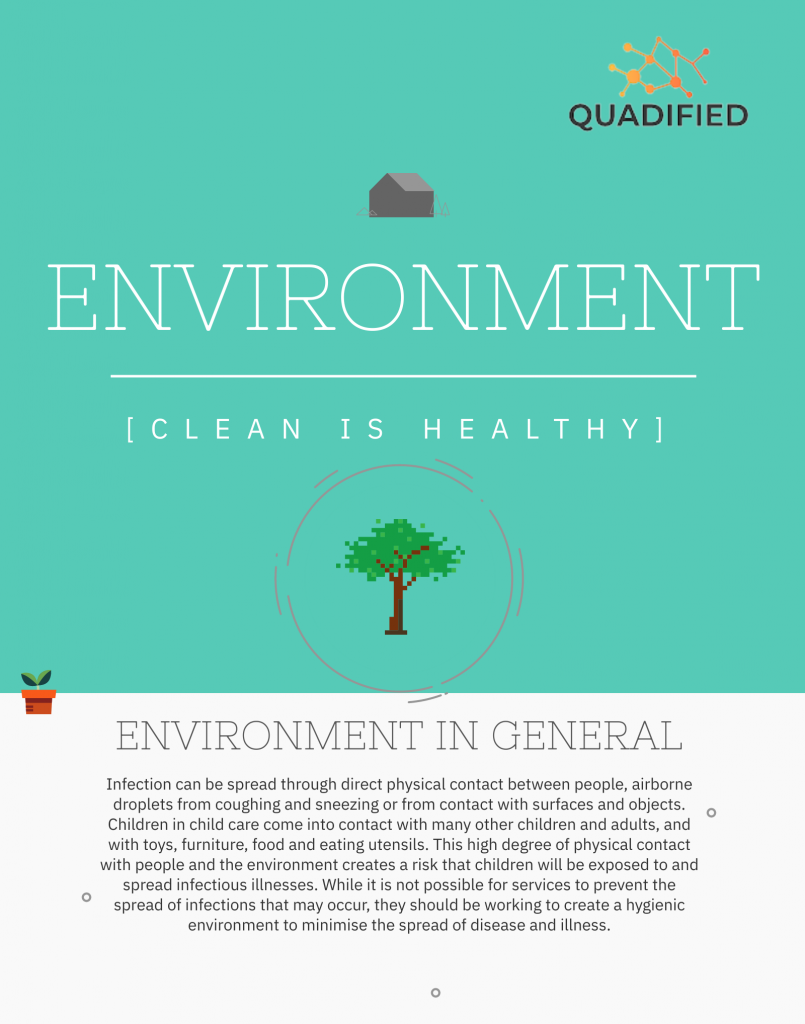 QUADIFIED
ENVIRONMENT
[CLEAN IS HEALTHY]
ENVIRONMENT IN GENERAL
Infection can be spread through direct physical contact between people, airborne
droplets from coughing and sneezing or from contact with surfaces and objects.
Children in child care come into contact with many other children and adults, and
with toys, furniture, food and eating utensils. This high degree of physical contact
with people and the environment creates a risk that children will be exposed to and
spread infectious illnesses. While it is not possible for services to prevent the
spread of infections that may occur, they should be working to create a hygienic
environment to minimise the spread of disease and illness.